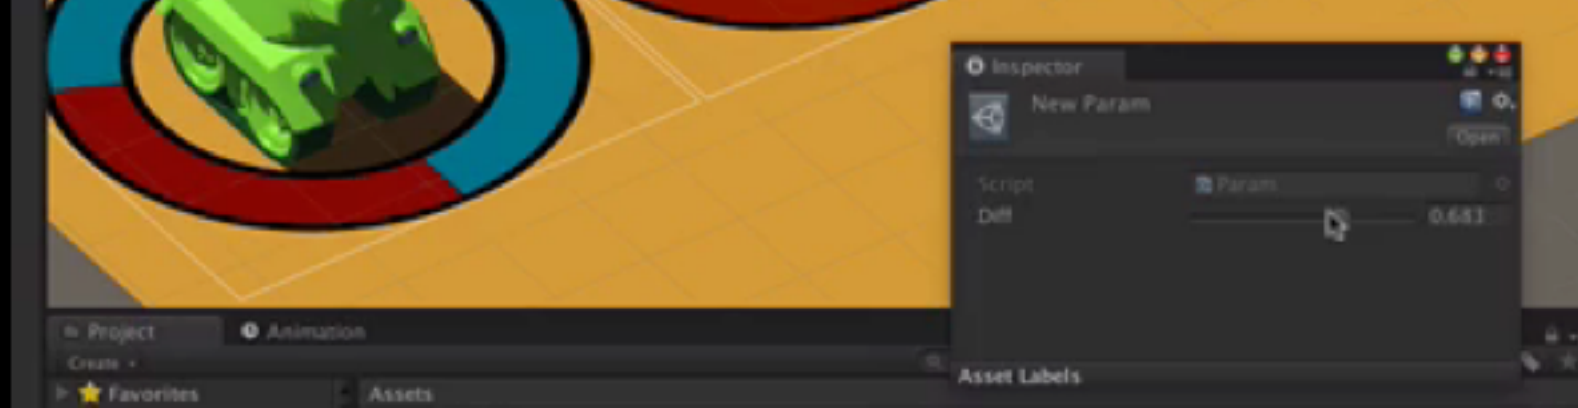 Inspector
New Param
Open
Script Param
Diff 0.683
Project Animation
Create
Favorites Assets
Asset Labels